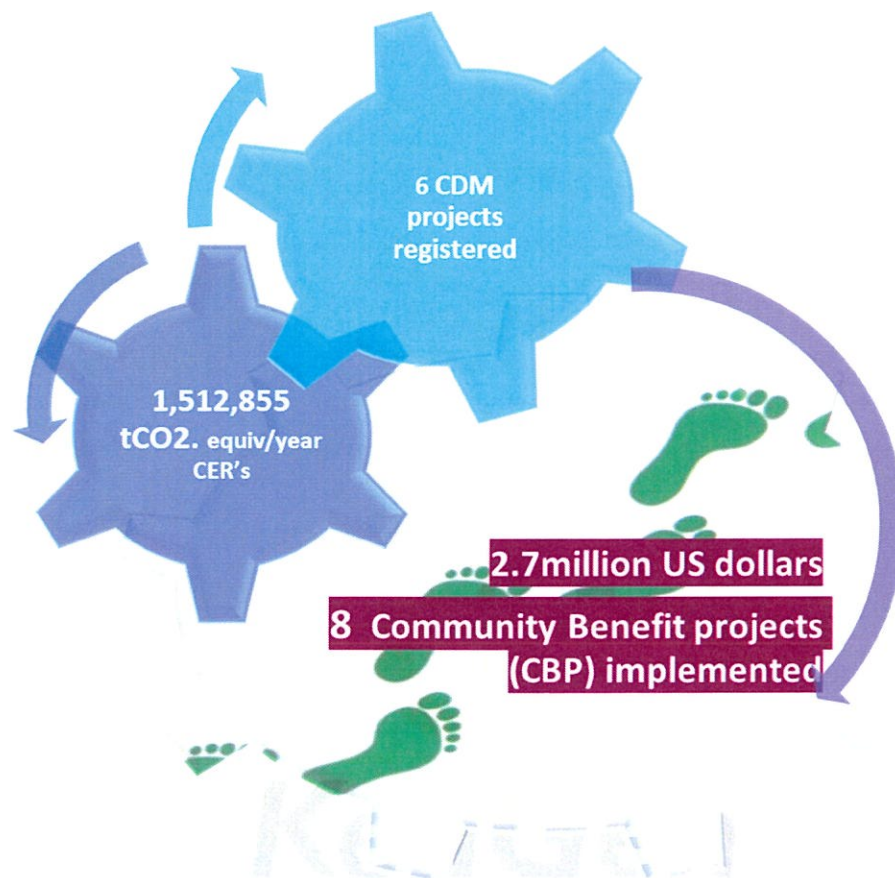 6 CDM
projects
registered
1,512,855
tCO2. equiv/year
CER's
2.7million US dollars
8 Community Benefit projects
(CBP) implemented